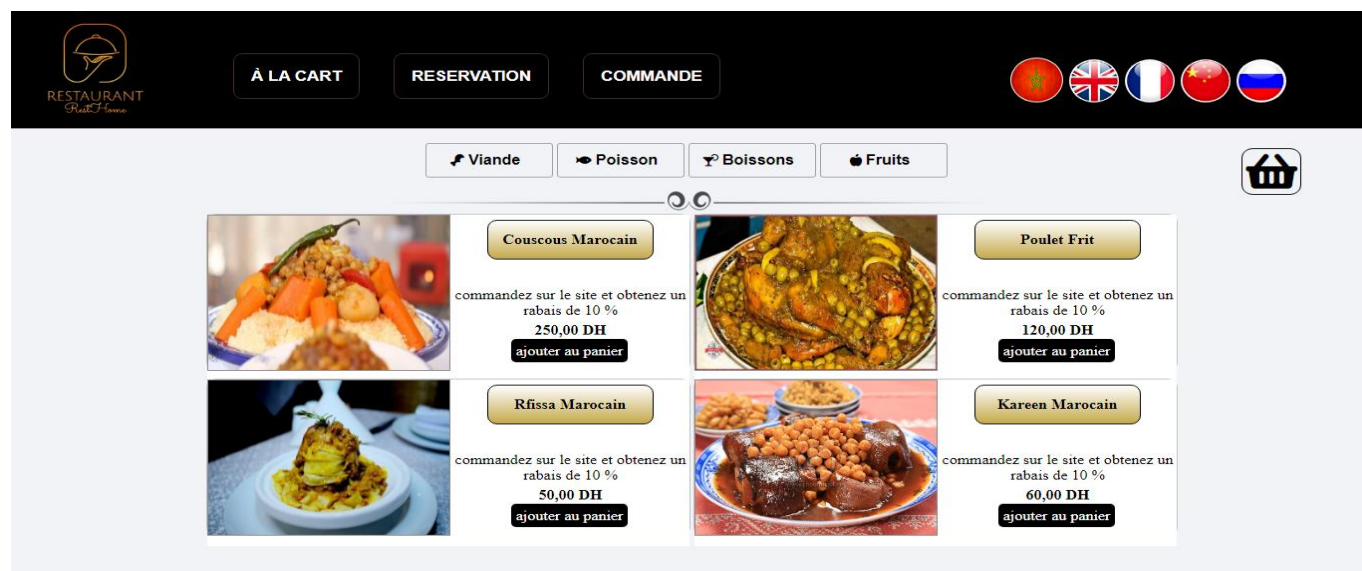 RESTAURANT
RestHome
À LA CART
RESERVATION
COMMANDE
Viande
Poisson
Boissons
Fruits
Couscous Marocain
commandez sur le site et obtenez un
rabais de 10 %
250,00 DH
ajouter au panier
Poulet Frit
commandez sur le site et obtenez un
rabais de 10 %
120,00 DH
ajouter au panier
Rfissa Marocain
commandez sur le site et obtenez un
rabais de 10 %
50,00 DH
ajouter au panier
Kareen Marocain
commandez sur le site et obtenez un
rabais de 10 %
60,00 DH
ajouter au panier